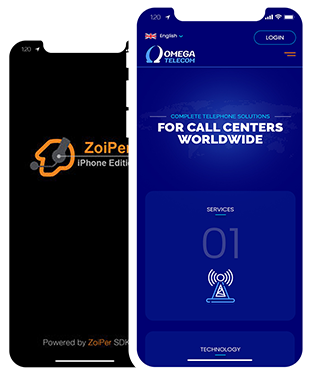 1:20
ZoiPer
iPhone Edition
Powered by ZoiPer SDK
1:20
English
LOGIN
OMEGA
TELECOM
COMPLETE TELEPHONE SOLUTIONS
FOR CALL CENTERS
WORLDWIDE
SERVICES
01
TECHNOLOGY